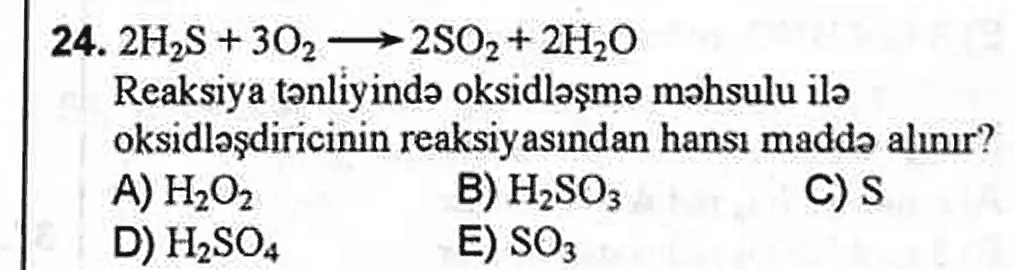 24. 2H₂S + 3O₂ ⟶ 2SO₂ + 2H₂O
Reaksiya tənliyində oksidləşmə məhsulu ilə
oksidləşdiricinin reaksiyasından hansı maddə alınır?
A) H₂O₂ B) H₂SO₃ C) S
D) H₂SO₄ E) SO₃